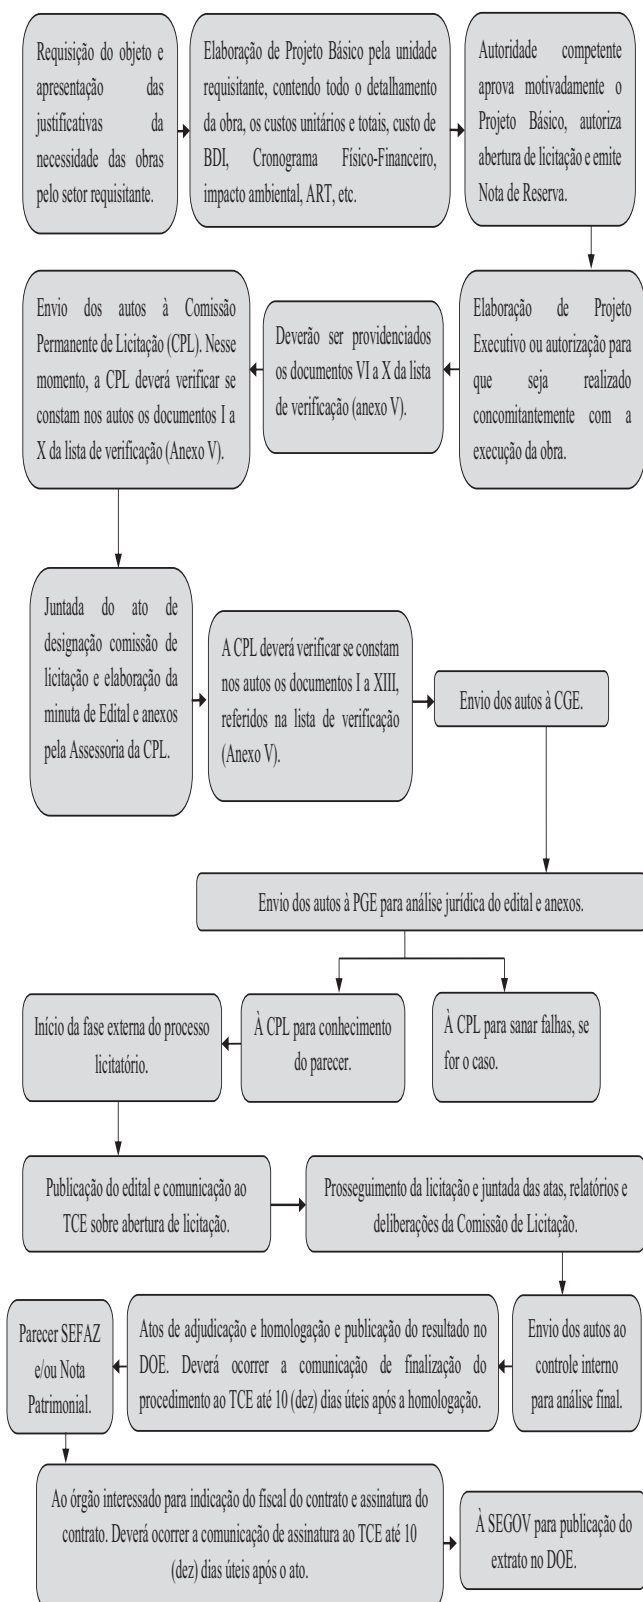 Requisição do objeto e
apresentação das
justificativas da
necessidade das obras
pelo setor requisitante.
Elaboração de Projeto Básico pela unidade
requisitante, contendo todo o detalhamento
da obra, os custos unitários e totais, custo de
BDI, Cronograma Físico-Financeiro,
impacto ambiental, ART, etc.
Autoridade competente
aprova motivadamente o
Projeto Básico, autoriza
abertura de licitação e emite
Nota de Reserva.
Elaboração de Projeto
Executivo ou autorização para
que seja realizado
concomitantemente com a
execução da obra.
Deverão ser providenciados
os documentos VI a X da lista
de verificação (anexo V).
Envio dos autos à Comissão
Permanente de Licitação (CPL). Nesse
momento, a CPL deverá verificar se
constam nos autos os documentos I a
X da lista de verificação (Anexo V).
Juntada do ato de
designação comissão de
licitação e elaboração da
minuta de Edital e anexos
pela Assessoria da CPL.
A CPL deverá verificar se constam
nos autos os documentos I a XIII,
referidos na lista de verificação
(Anexo V).
Envio dos autos à CGE.
Envio dos autos à PGE para análise jurídica do edital e anexos.
À CPL para sanar falhas, se
for o caso.
À CPL para conhecimento
do parecer.
Início da fase externa do processo
licitatório.
Publicação do edital e comunicação ao
TCE sobre abertura de licitação.
Prosseguimento da licitação e juntada das atas, relatórios e
deliberações da Comissão de Licitação.
Envio dos autos ao
controle interno
para análise final.
Atos de adjudicação e homologação e publicação do resultado no
DOE. Deverá ocorrer a comunicação de finalização do
procedimento ao TCE até 10 (dez) dias úteis após a homologação.
Parecer SEFAZ
e/ou Nota
Patrimonial.
Ao órgão interessado para indicação do fiscal do contrato e assinatura do
contrato. Deverá ocorrer a comunicação de assinatura ao TCE até 10
(dez) dias úteis após o ato.
À SEGOV para publicação do
extrato no DOE.